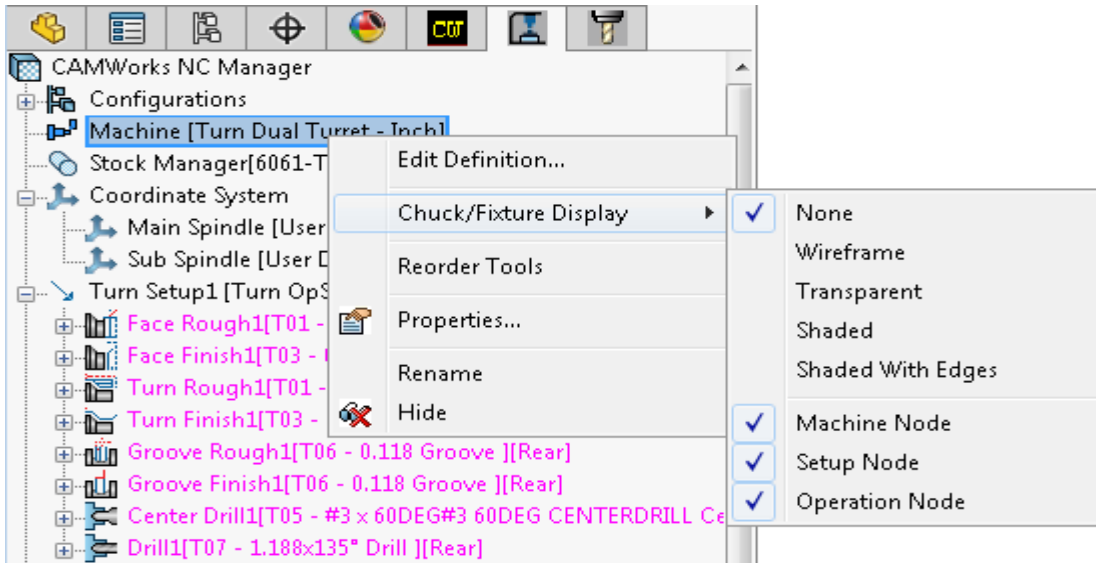 CW
CAMWorks NC Manager
Configurations
Machine [Turn Dual Turret - Inch]
Edit Definition...
Stock Manager[6061-T
Coordinate System
Chuck/Fixture Display
None
Main Spindle [User
Wireframe
Sub Spindle [User D
Reorder Tools
Transparent
Turn Setup1 [Turn OpS
Properties...
Face Rough1[T01 -
Shaded
Face Finish1[T03 -
Rename
Shaded With Edges
Turn Rough1[T01 -
Hide
Turn Finish1[T03 -
Machine Node
Groove Rough1[T06 - 0.118 Groove ][Rear]
Setup Node
Groove Finish1[T06 - 0.118 Groove ][Rear]
Operation Node
Center Drill1[T05 - #3 x 60DEG#3 60DEG CENTERDRILL Ce
Drill1[T07 - 1.188x135° Drill ][Rear]